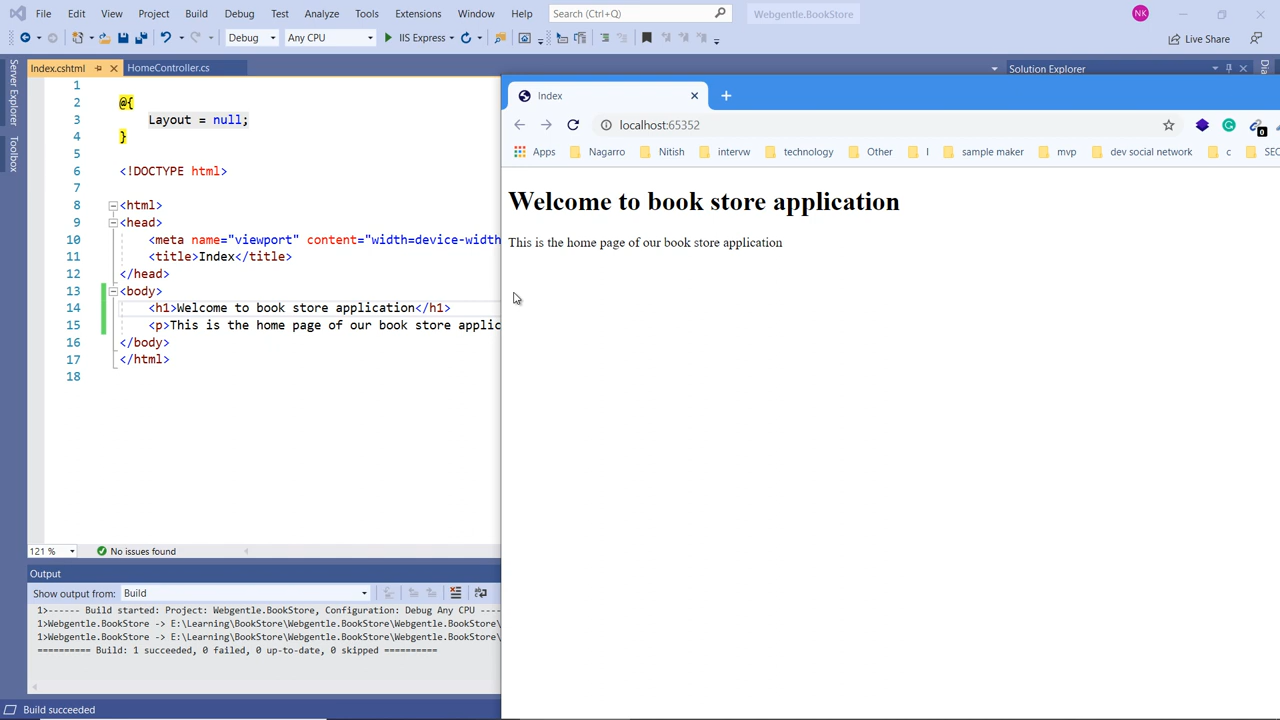 File Edit View Project Build Debug Test Analyze Tools Extensions Window Help Search (Ctrl+Q) Webgentle.BookStore NK
Debug Any CPU IIS Express Live Share
Index.cshtml HomeController.cs Solution Explorer
Server Explorer
Toolbox
1
2 @{
3 Layout = null;
4 }
5
6 <!DOCTYPE html>
7
8 <html>
9 <head>
10 <meta name="viewport" content="width=device-width
11 <title>Index</title>
12 </head>
13 <body>
14 <h1>Welcome to book store application</h1>
15 <p>This is the home page of our book store applic
16 </body>
17 </html>
18
121 % No issues found
Output
Show output from: Build
1>------ Build started: Project: Webgentle.BookStore, Configuration: Debug Any CPU ----
1>Webgentle.BookStore -> E:\Learning\BookStore\Webgentle.BookStore\Webgentle.BookStore\
1>Webgentle.BookStore -> E:\Learning\BookStore\Webgentle.BookStore\Webgentle.BookStore\
========== Build: 1 succeeded, 0 failed, 0 up-to-date, 0 skipped ==========
Build succeeded
Index
localhost:65352 0
Apps Nagarro Nitish intervw technology Other I sample maker mvp dev social network c SEO
Welcome to book store application
This is the home page of our book store application